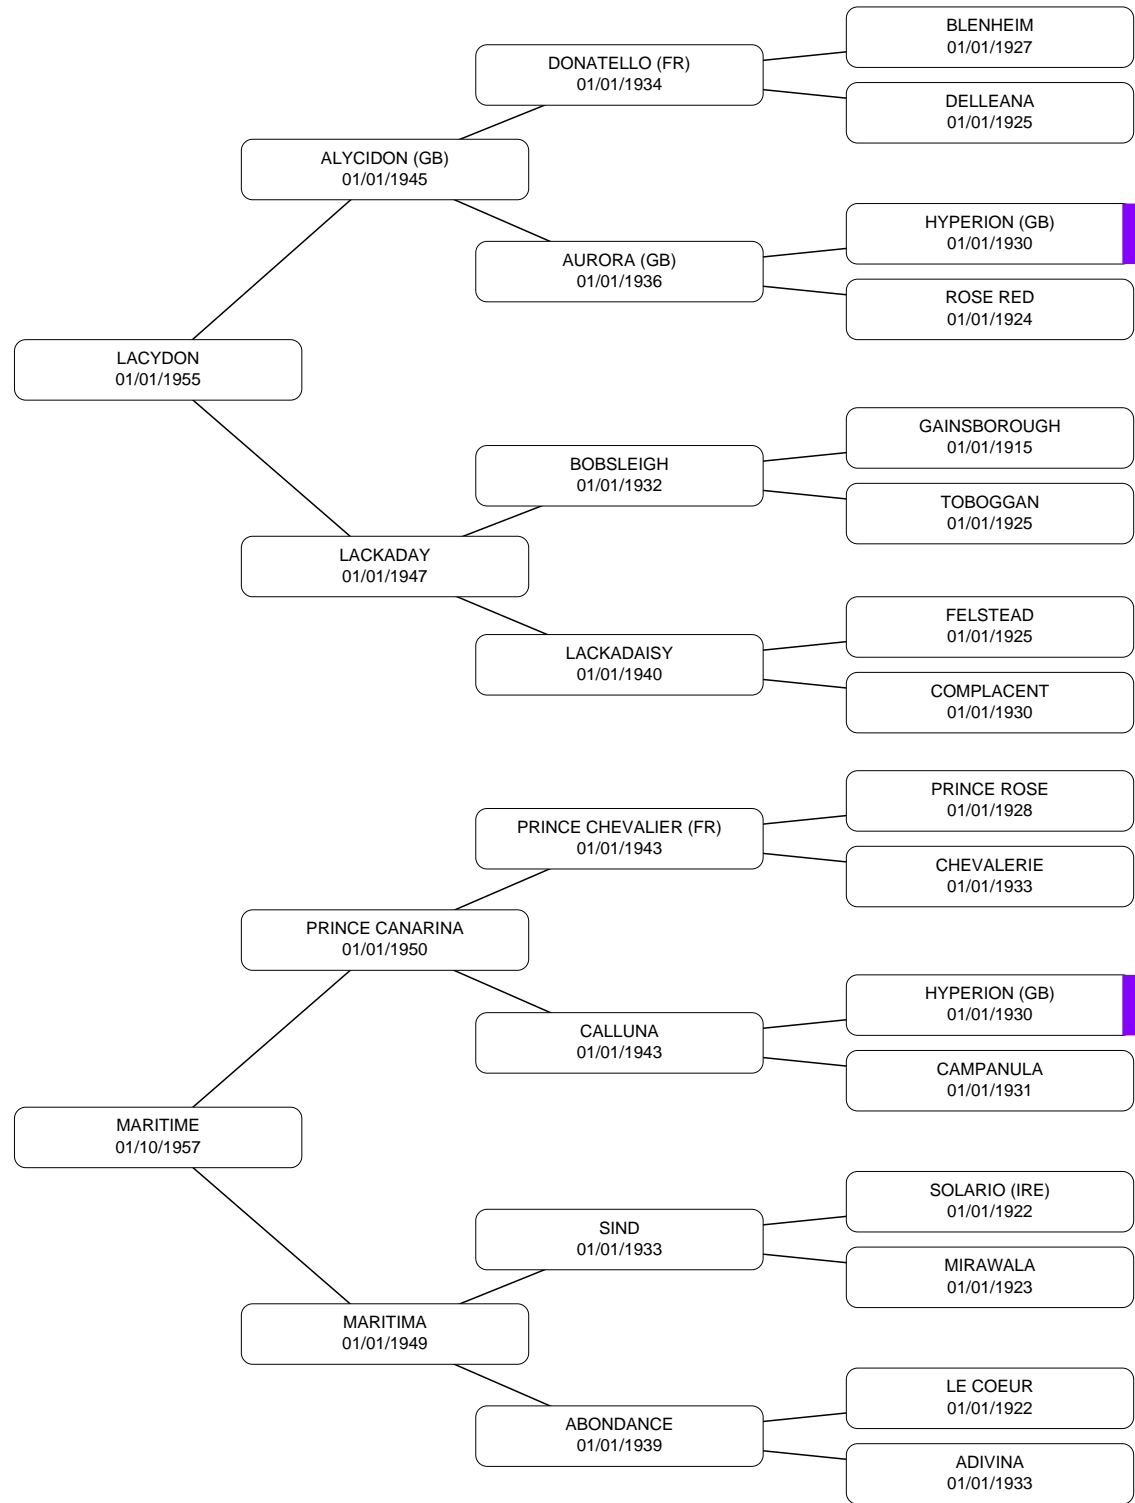 BLENHEIM
01/01/1927
DONATELLO (FR)
01/01/1934
DELLEANA
01/01/1925
ALYCIDON (GB)
01/01/1945
HYPERION (GB)
01/01/1930
AURORA (GB)
01/01/1936
ROSE RED
01/01/1924
LACYDON
01/01/1955
GAINSBOROUGH
01/01/1915
BOBSLEIGH
01/01/1932
TOBOGGAN
01/01/1925
LACKADAY
01/01/1947
FELSTEAD
01/01/1925
LACKADAISY
01/01/1940
COMPLACENT
01/01/1930
PRINCE ROSE
01/01/1928
PRINCE CHEVALIER (FR)
01/01/1943
CHEVALERIE
01/01/1933
PRINCE CANARINA
01/01/1950
HYPERION (GB)
01/01/1930
CALLUNA
01/01/1943
CAMPANULA
01/01/1931
MARITIME
01/10/1957
SOLARIO (IRE)
01/01/1922
SIND
01/01/1933
MIRAWALA
01/01/1923
MARITIMA
01/01/1949
LE COEUR
01/01/1922
ABONDANCE
01/01/1939
ADIVINA
01/01/1933